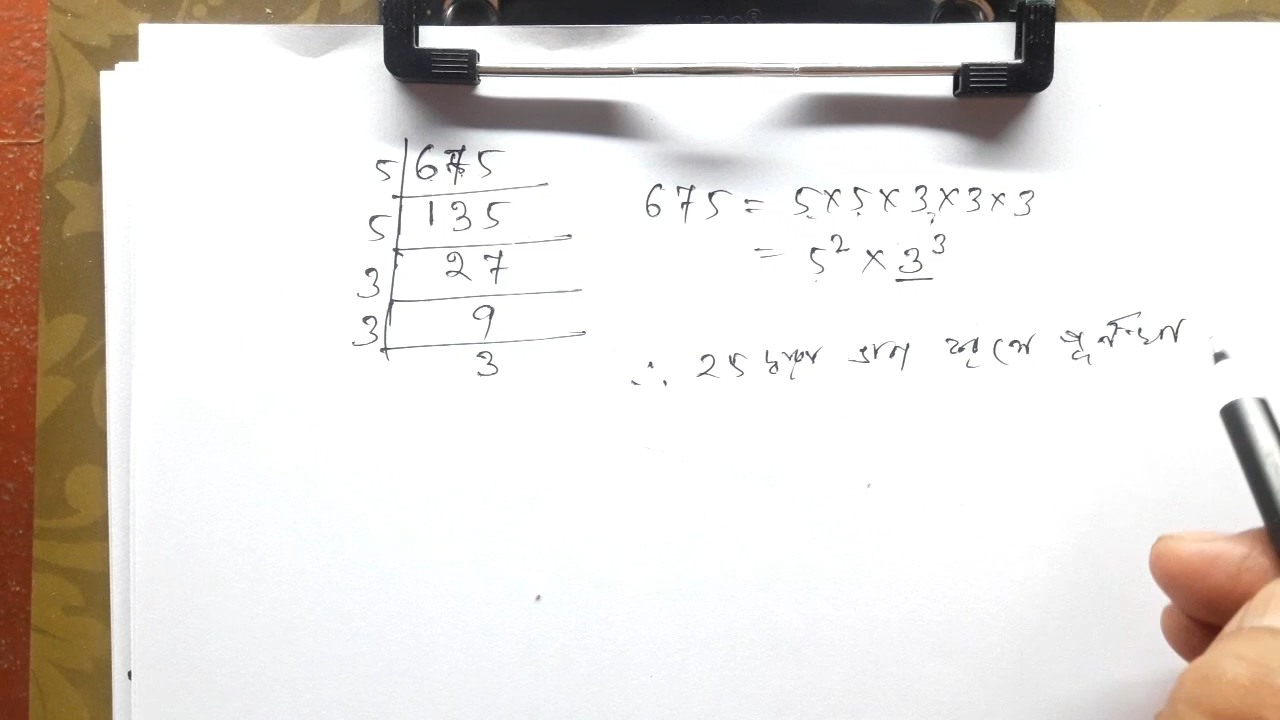 5 | 675
5 | 135
3 | 27
3 | 9
3
675 = 5×5×3×3×3
= 5² × 3³
∴ 25 দ্বারা ভাগ করলে পূর্নঘন